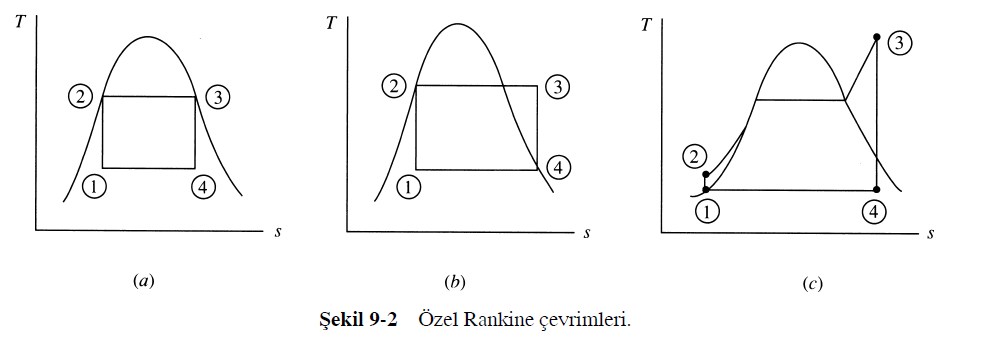 T
②
③
①
④
s
(a)
T
②
③
①
④
s
(b)
T
③
②
①
④
s
(c)
Şekil 9-2 Özel Rankine çevrimleri.